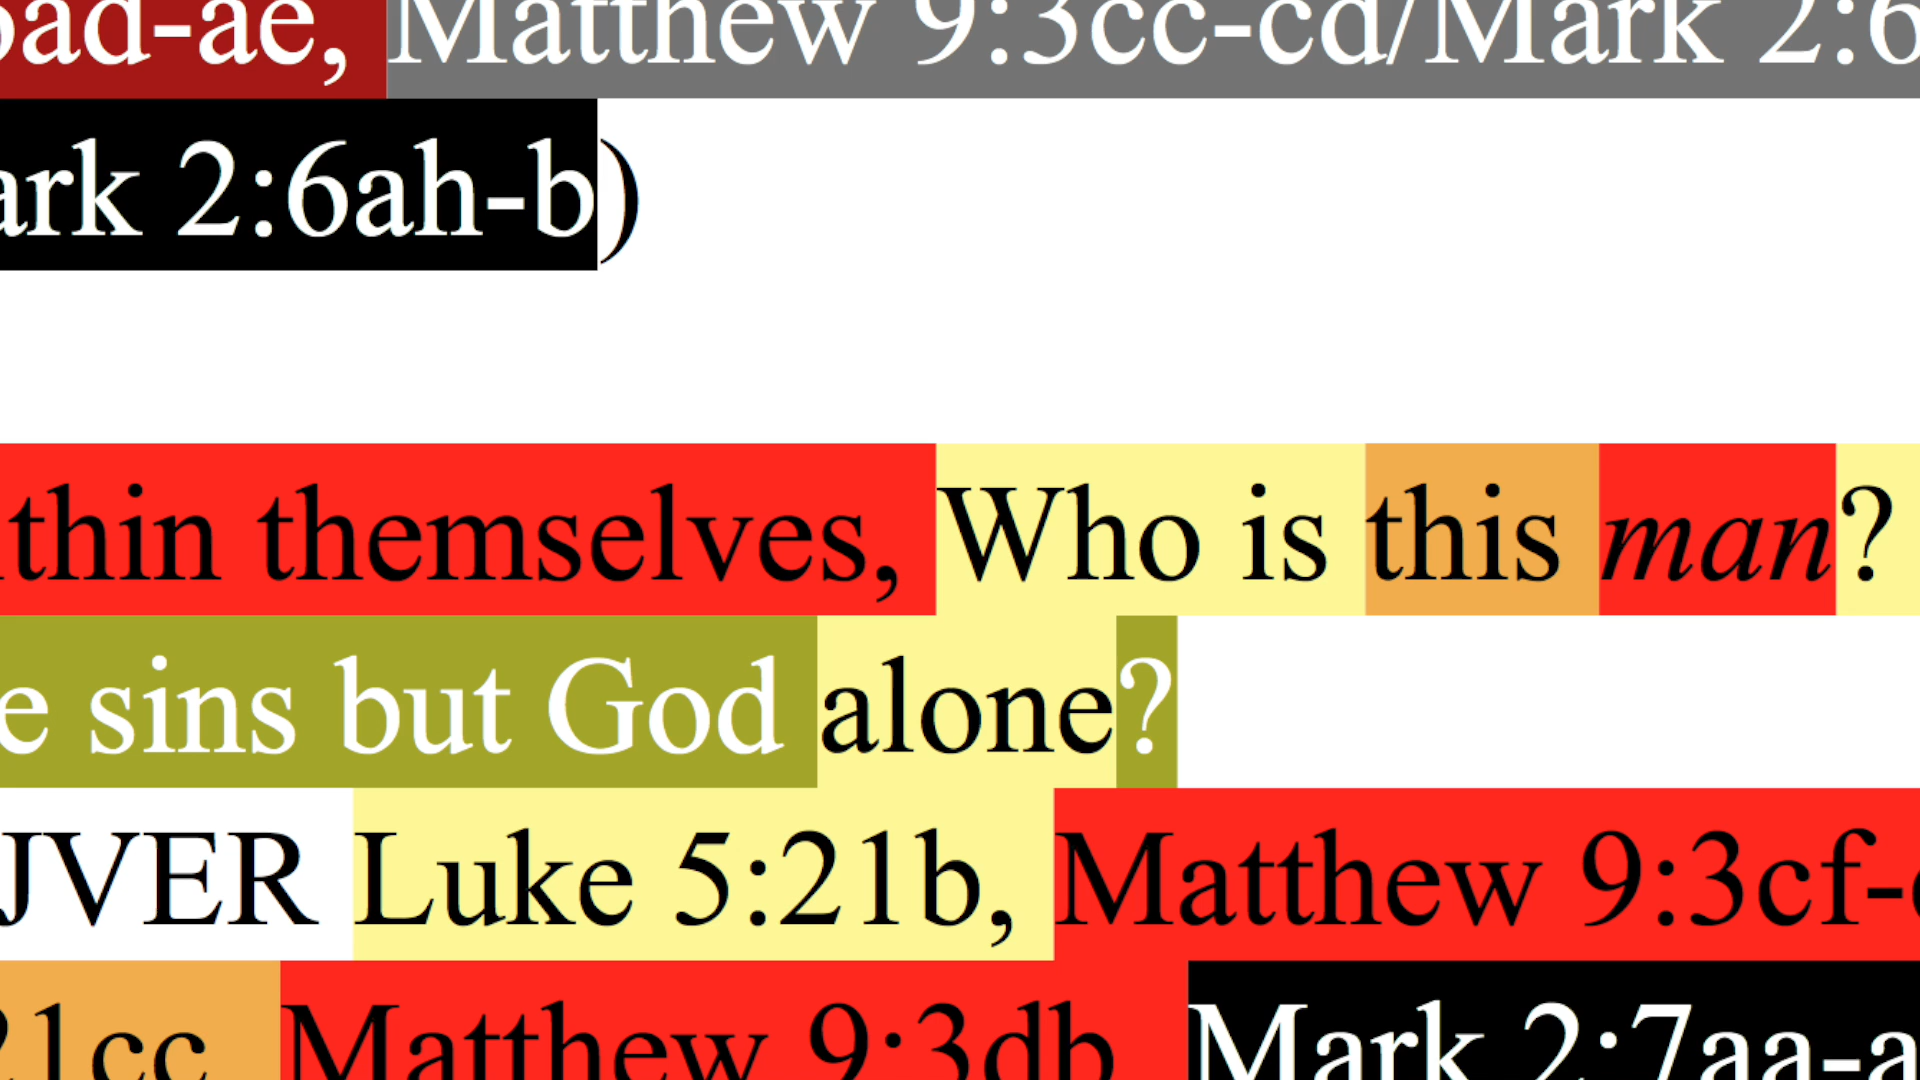 ad-ae, Matthew 9:3cc-cd/Mark 2:6
ark 2:6ah-b)
thin themselves, Who is this man?
e sins but God alone?
JVER Luke 5:21b, Matthew 9:3cf-
21cc Matthew 9:3db Mark 2:7aa-a